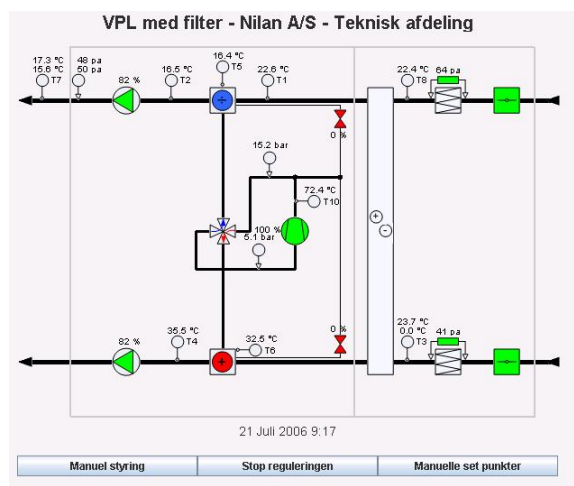 VPL med filter - Nilan A/S - Teknisk afdeling
17.3 °C
15.6 °C
T7
48 pa
50 pa
82 %
16.5 °C
T2
16.4 °C
T5
22.6 °C
T1
22.4 °C
T8
64 pa
0 %
15.2 bar
72.4 °C
T10
100 %
5.1 bar
+
-
82 %
35.5 °C
T4
32.5 °C
T6
0 %
23.7 °C
0.0 °C
T3
41 pa
21 Juli 2006 9:17
Manuel styring
Stop reguleringen
Manuelle set punkter